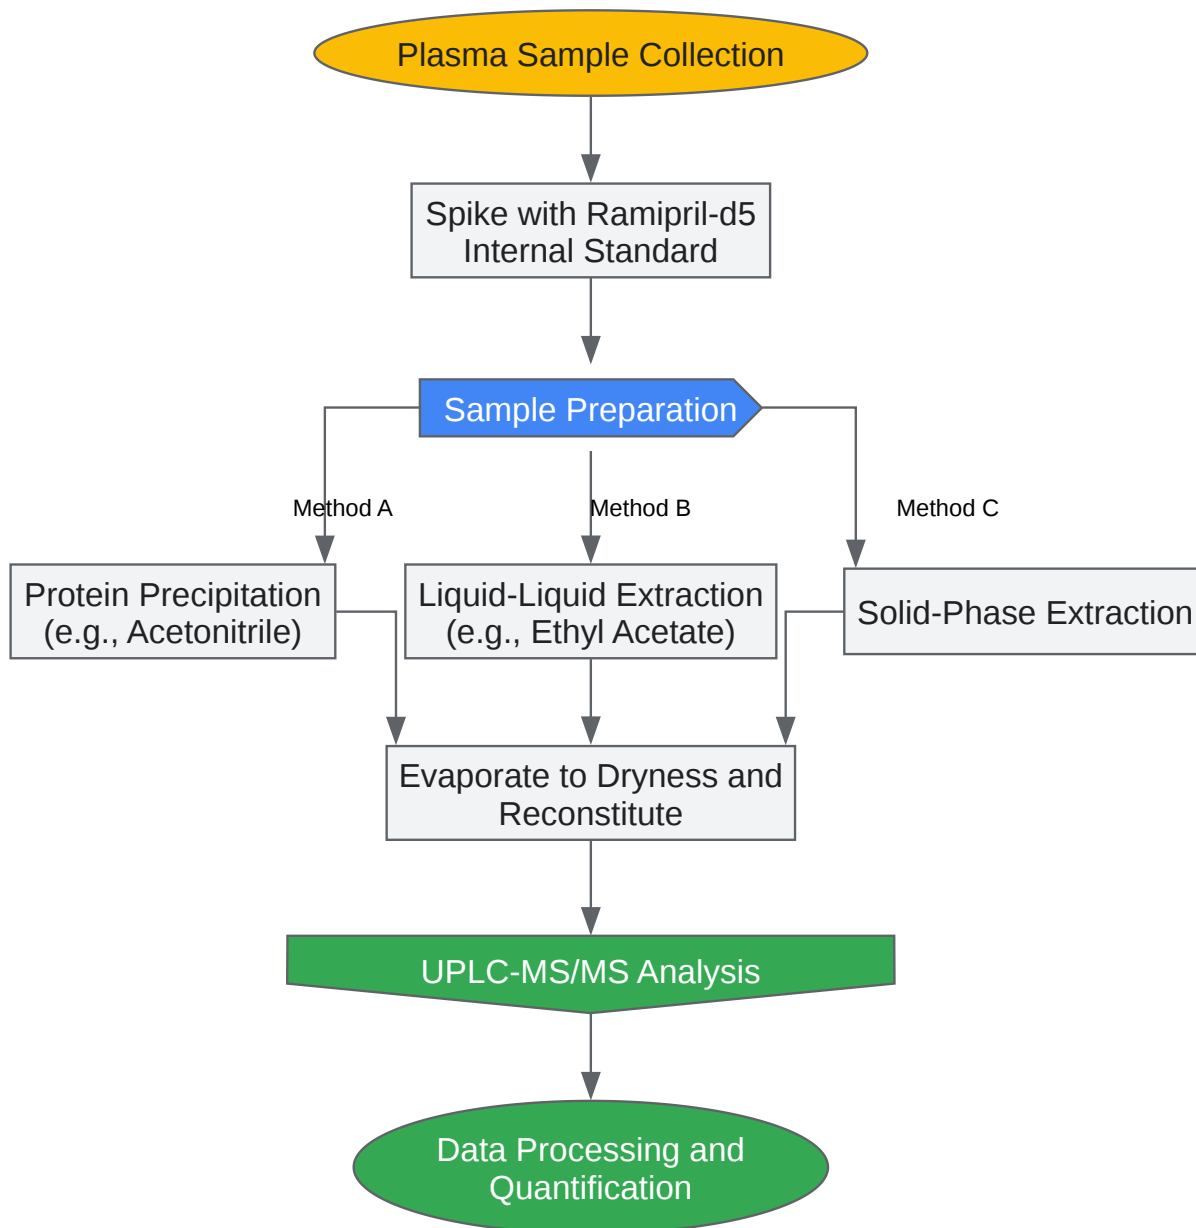 Plasma Sample Collection
Spike with Ramipril-d5
Internal Standard
Sample Preparation
Method A
Method B
Method C
Protein Precipitation
(e.g., Acetonitrile)
Liquid-Liquid Extraction
(e.g., Ethyl Acetate)
Solid-Phase Extraction
Evaporate to Dryness and
Reconstitute
UPLC-MS/MS Analysis
Data Processing and
Quantification